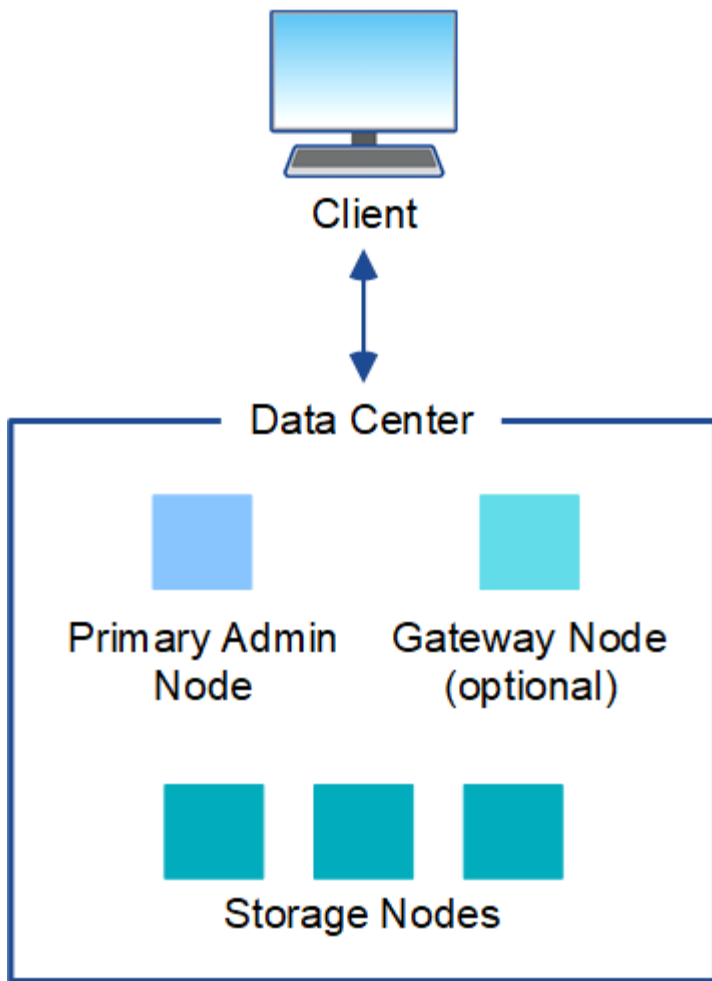 Client
Data Center
Primary Admin
Node
Gateway Node
(optional)
Storage Nodes